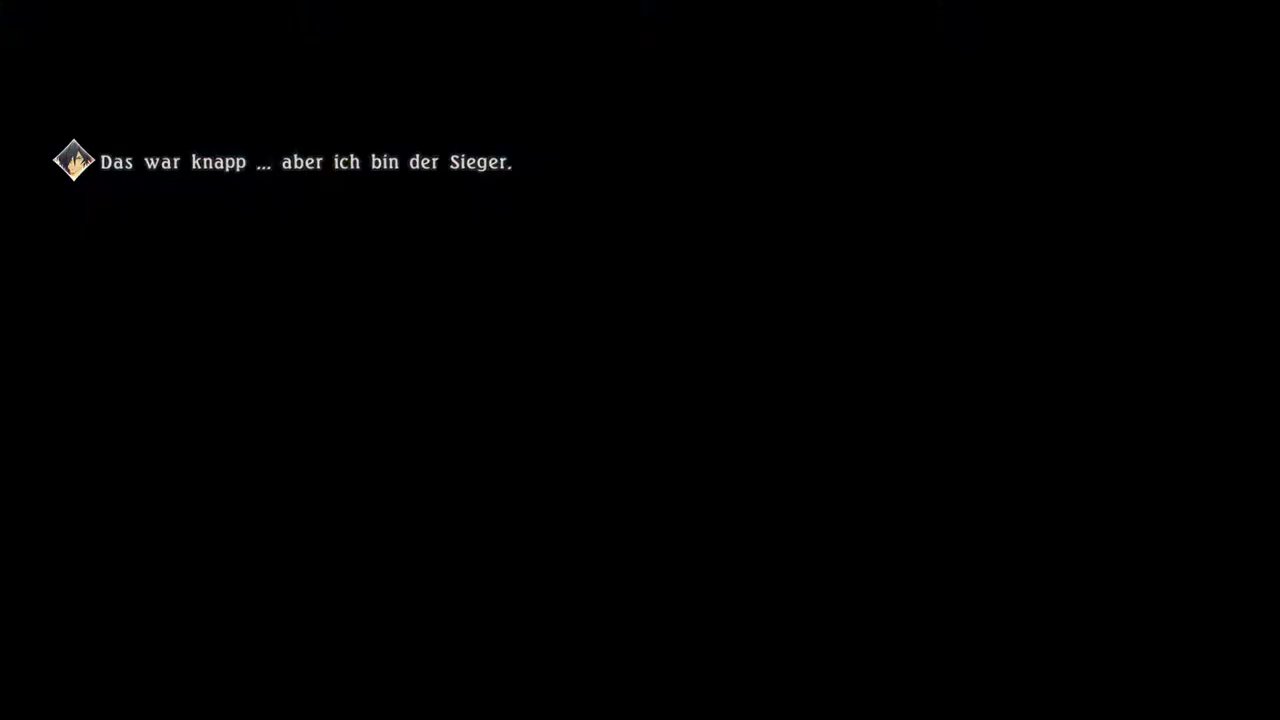 Das war knapp ... aber ich bin der Sieger.